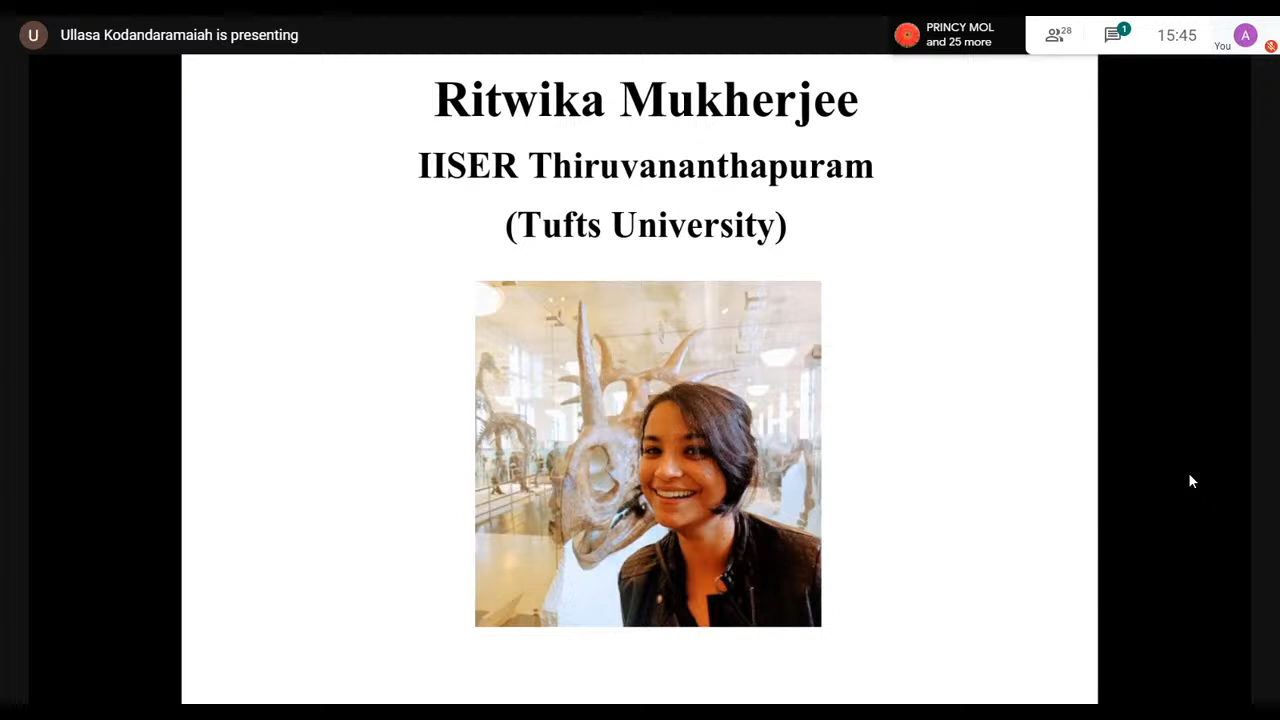 U Ullasa Kodandaramaiah is presenting
PRINCY MOL
and 25 more
28
1
15:45
You
A
Ritwika Mukherjee
IISER Thiruvananthapuram
(Tufts University)